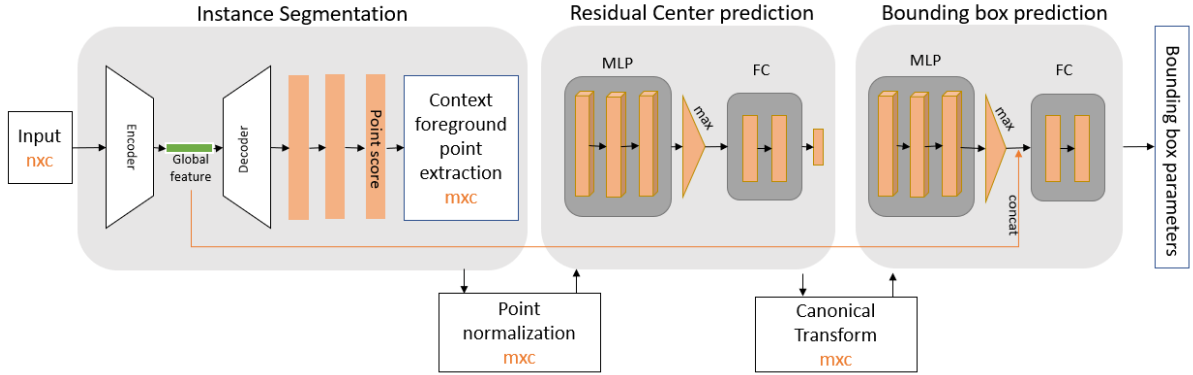 Instance Segmentation
Residual Center prediction
Bounding box prediction
Input
nxc
Encoder
Global
feature
Decoder
Point score
Context
foreground
point
extraction
mxc
MLP
max
FC
MLP
max
concat
FC
Bounding box parameters
Point
normalization
mxc
Canonical
Transform
mxc